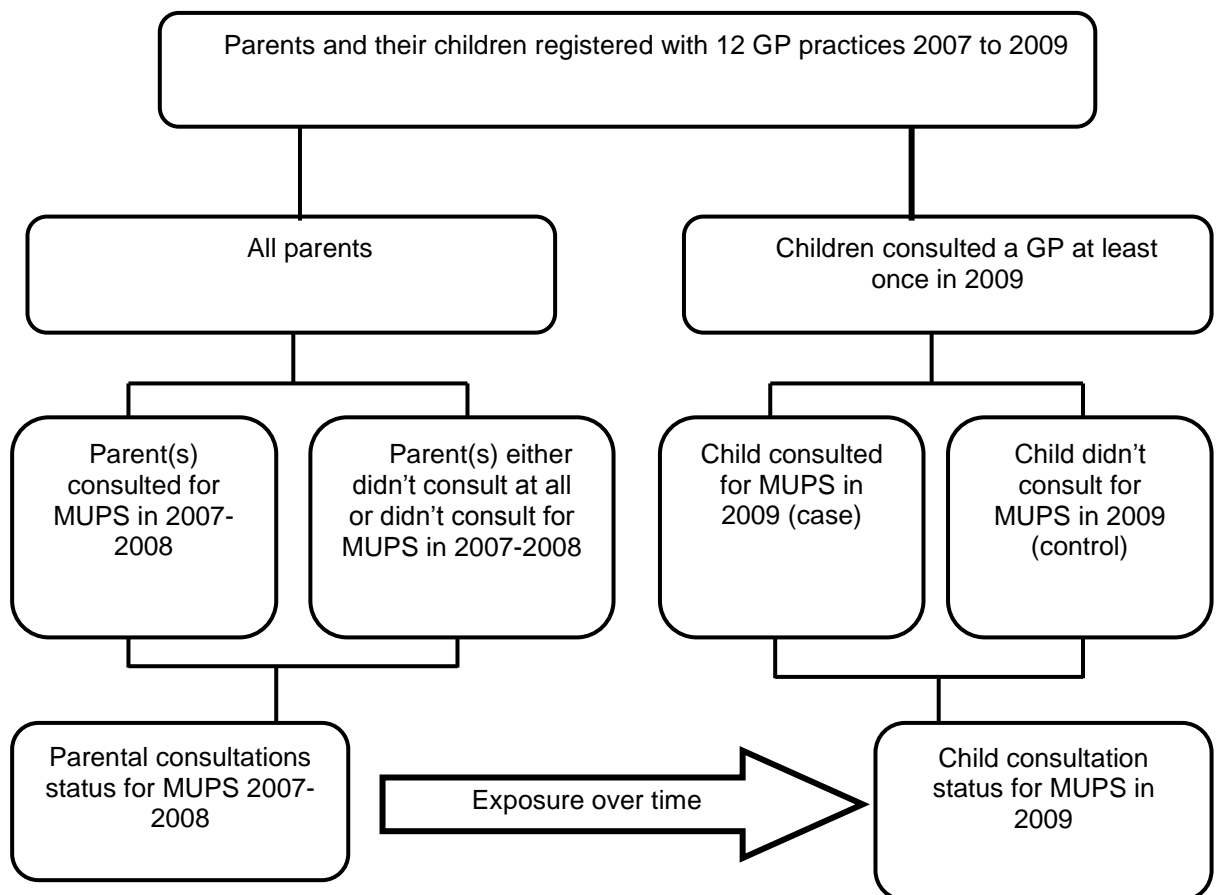 Parents and their children registered with 12 GP practices 2007 to 2009
All parents
Children consulted a GP at least
once in 2009
Parent(s)
consulted for
MUPS in 2007-
2008
Parent(s) either
didn’t consult at all
or didn’t consult for
MUPS in 2007-2008
Child consulted
for MUPS in
2009 (case)
Child didn’t
consult for
MUPS in 2009
(control)
Parental consultations
status for MUPS 2007-
2008
Exposure over time
Child consultation
status for MUPS in
2009